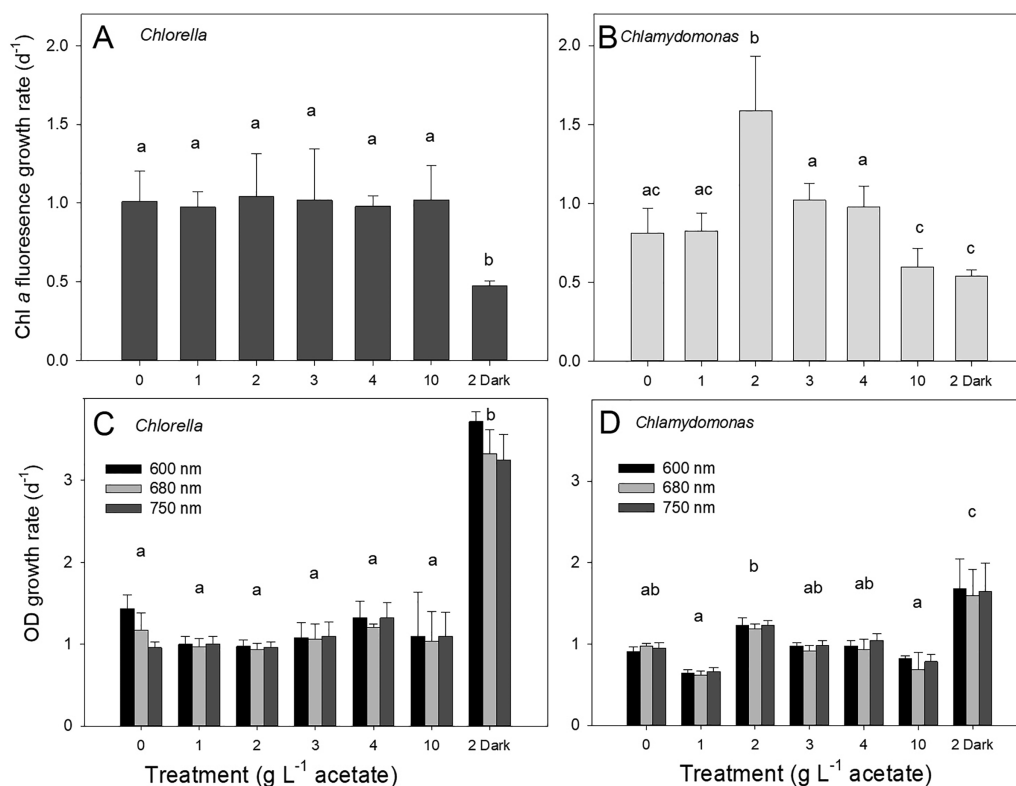 A Chlorella
Chl a fluoresence growth rate (d-1)
2.0
1.5
1.0
0.5
0.0
a a a a a a b
0 1 2 3 4 10 2 Dark
B Chlamydomonas
2.0
1.5
1.0
0.5
0.0
ac ac b a a c c
0 1 2 3 4 10 2 Dark
C Chlorella
OD growth rate (d-1)
3
2
1
0
600 nm
680 nm
750 nm
a a a a a a b
0 1 2 3 4 10 2 Dark
Treatment (g L-1 acetate)
D Chlamydomonas
3
2
1
0
600 nm
680 nm
750 nm
ab a b ab ab a c
0 1 2 3 4 10 2 Dark
Treatment (g L-1 acetate)